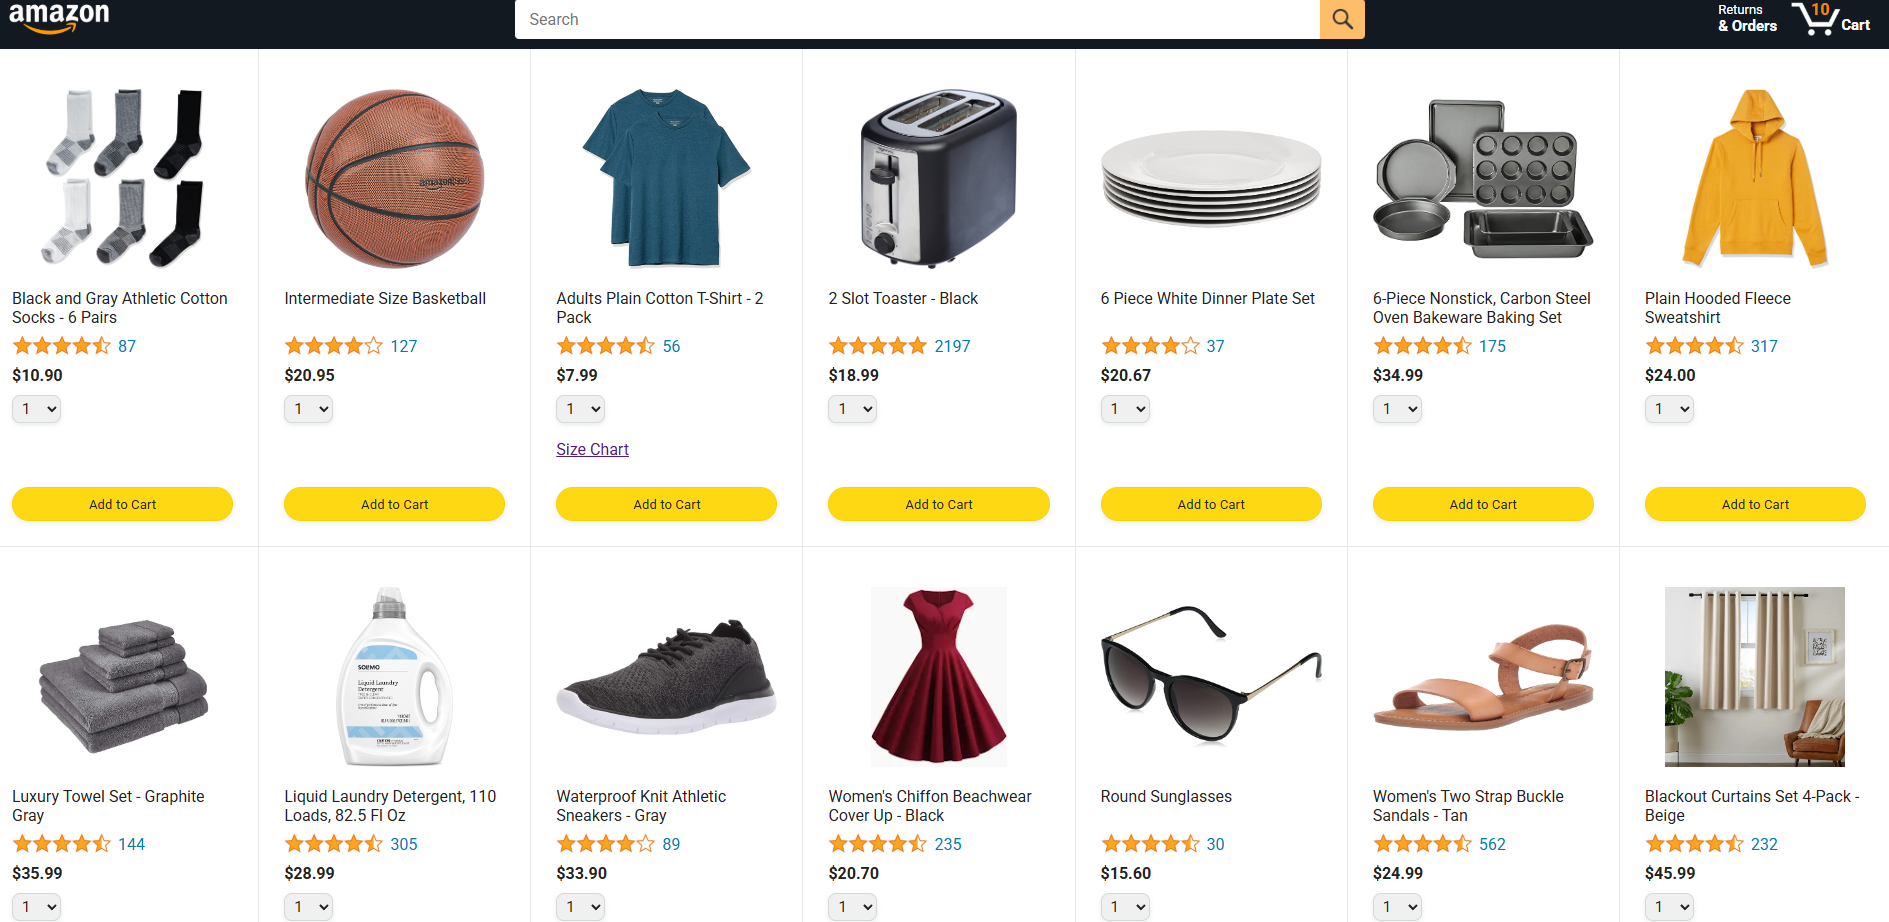 amazon
Search
Returns
& Orders
10
Cart
Black and Gray Athletic Cotton
Socks - 6 Pairs
87
$10.90
1
Add to Cart
Intermediate Size Basketball
127
$20.95
1
Add to Cart
Adults Plain Cotton T-Shirt - 2
Pack
56
$7.99
1
Size Chart
Add to Cart
2 Slot Toaster - Black
2197
$18.99
1
Add to Cart
6 Piece White Dinner Plate Set
37
$20.67
1
Add to Cart
6-Piece Nonstick, Carbon Steel
Oven Bakeware Baking Set
175
$34.99
1
Add to Cart
Plain Hooded Fleece
Sweatshirt
317
$24.00
1
Add to Cart
Luxury Towel Set - Graphite
Gray
144
$35.99
1
SOLIMO
Liquid Laundry
Detergent
Liquid Laundry Detergent, 110
Loads, 82.5 Fl Oz
305
$28.99
1
Waterproof Knit Athletic
Sneakers - Gray
89
$33.90
1
Women's Chiffon Beachwear
Cover Up - Black
235
$20.70
1
Round Sunglasses
30
$15.60
1
Women's Two Strap Buckle
Sandals - Tan
562
$24.99
1
Blackout Curtains Set 4-Pack -
Beige
232
$45.99
1